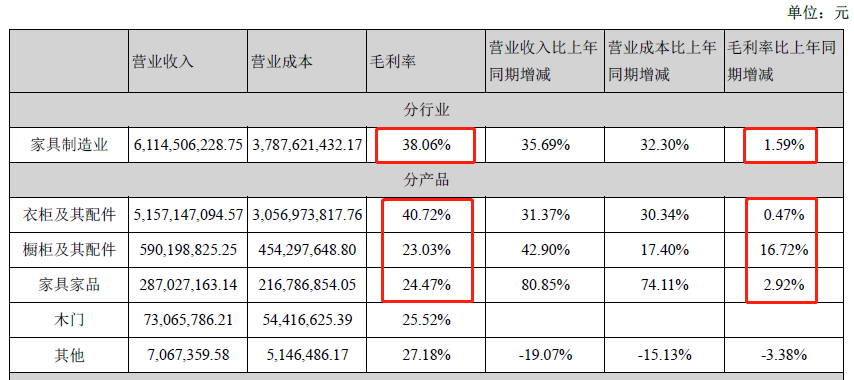 单位：元
营业收入 营业成本 毛利率 营业收入比上年同期增减 营业成本比上年同期增减 毛利率比上年同期增减
分行业
家具制造业 6,114,506,228.75 3,787,621,432.17 38.06% 35.69% 32.30% 1.59%
分产品
衣柜及其配件 5,157,147,094.57 3,056,973,817.76 40.72% 31.37% 30.34% 0.47%
橱柜及其配件 590,198,825.25 454,297,648.80 23.03% 42.90% 17.40% 16.72%
家具家品 287,027,163.14 216,786,854.05 24.47% 80.85% 74.11% 2.92%
木门 73,065,786.21 54,416,625.39 25.52%
其他 7,067,359.58 5,146,486.17 27.18% -19.07% -15.13% -3.38%